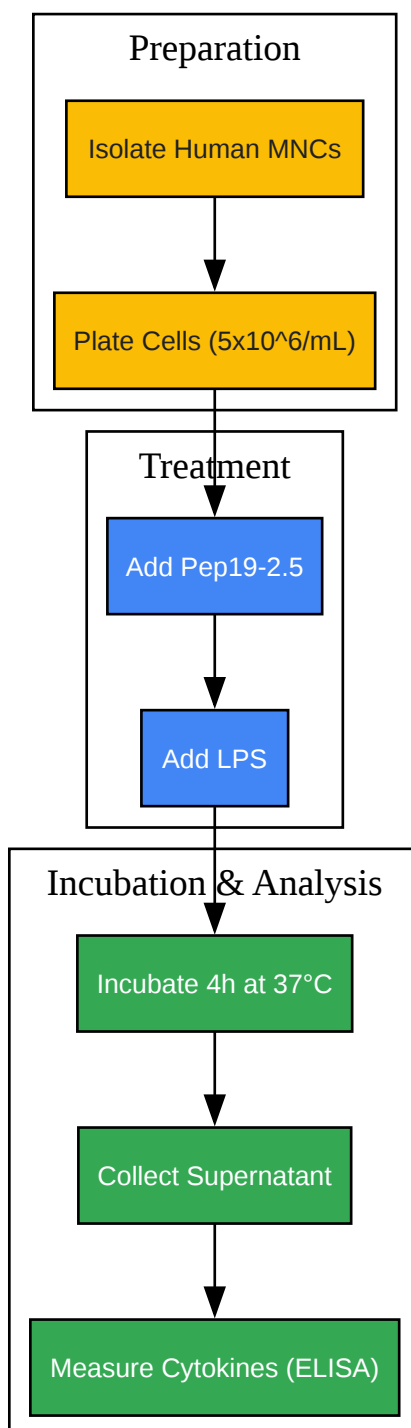 Preparation
Isolate Human MNCs
Plate Cells (5x10^6/mL)
Treatment
Add Pep19-2.5
Add LPS
Incubation & Analysis
Incubate 4h at 37°C
Collect Supernatant
Measure Cytokines (ELISA)